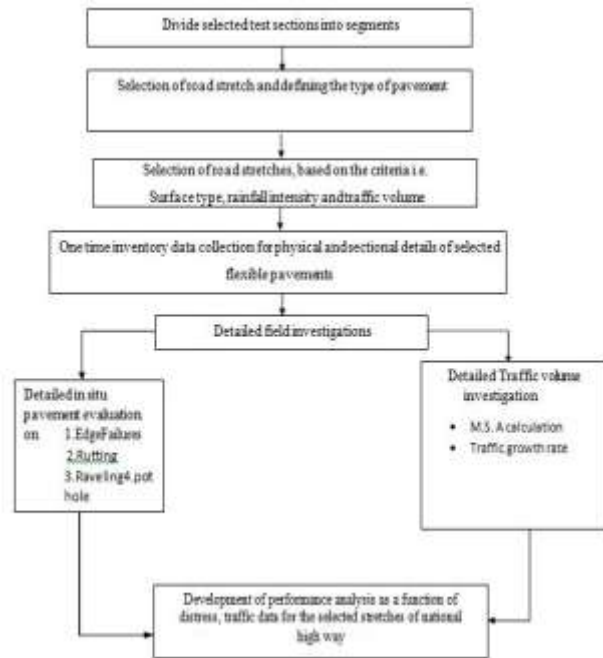 Divide selected test sections into segments
Selection of road stretch and defining the type of pavement
Selection of road stretches, based on the criteria i.e.
Surface type, rainfall intensity and traffic volume
One time inventory data collection for physical and sectional details of selected
flexible pavements
Detailed field investigations
Detailed in situ
pavement evaluation
on 1.EdgeFailures
2.Rutting
3.Raveling4.pot
hole
Detailed Traffic volume
investigation
• M.S. A calculation
• Traffic growth rate
Development of performance analysis as a function of
distress, traffic data for the selected stretches of national
high way